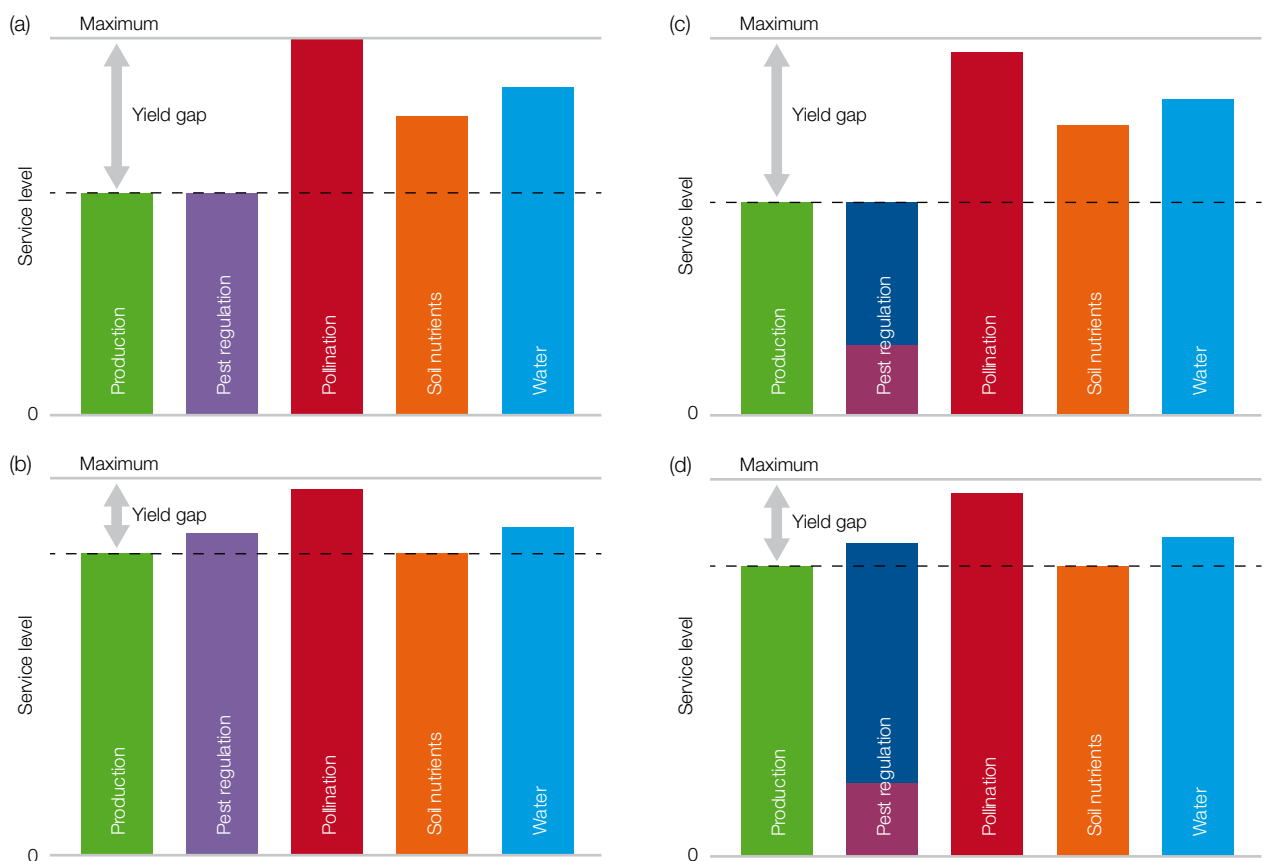 (a)
Maximum
Yield gap
Service level
Production
Pest regulation
Pollination
Soil nutrients
Water
0
(c)
Maximum
Yield gap
Service level
Production
Pest regulation
Pollination
Soil nutrients
Water
0
(b)
Maximum
Yield gap
Service level
Production
Pest regulation
Pollination
Soil nutrients
Water
0
(d)
Maximum
Yield gap
Service level
Production
Pest regulation
Pollination
Soil nutrients
Water
0